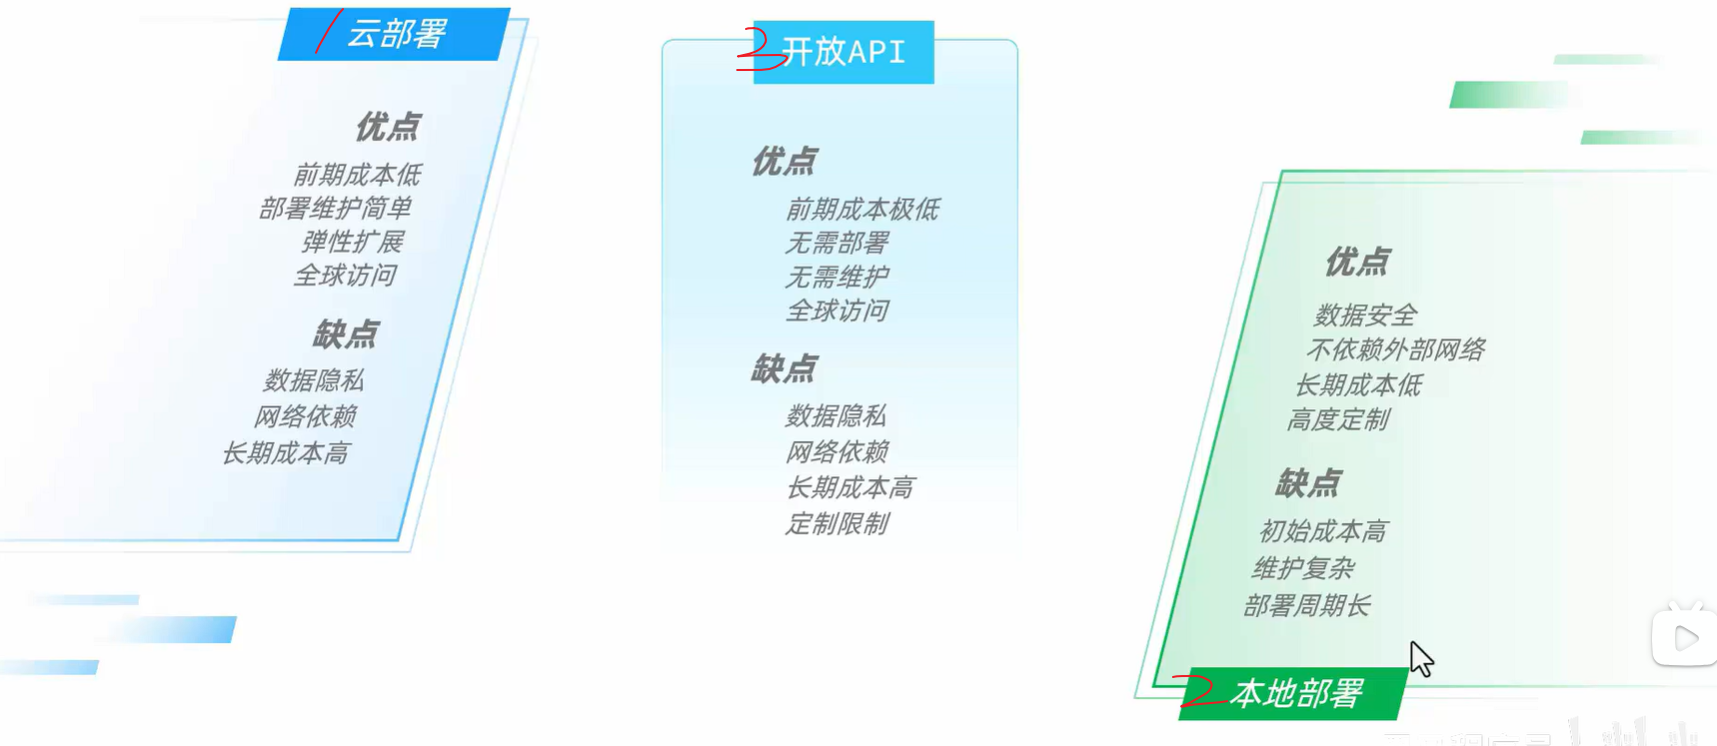 1 云部署
优点
前期成本低
部署维护简单
弹性扩展
全球访问
缺点
数据隐私
网络依赖
长期成本高
3 开放API
优点
前期成本极低
无需部署
无需维护
全球访问
缺点
数据隐私
网络依赖
长期成本高
定制限制
优点
数据安全
不依赖外部网络
长期成本低
高度定制
缺点
初始成本高
维护复杂
部署周期长
2 本地部署